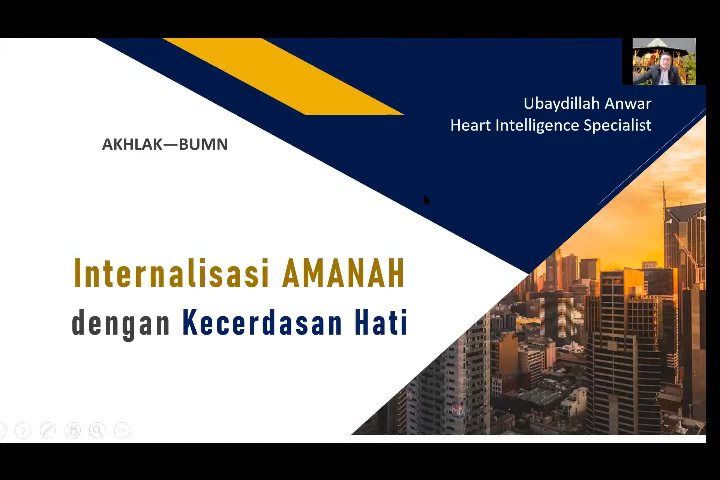 Ubaydillah Anwar
Heart Intelligence Specialist
AKHLAK—BUMN
Internalisasi AMANAH
dengan Kecerdasan Hati